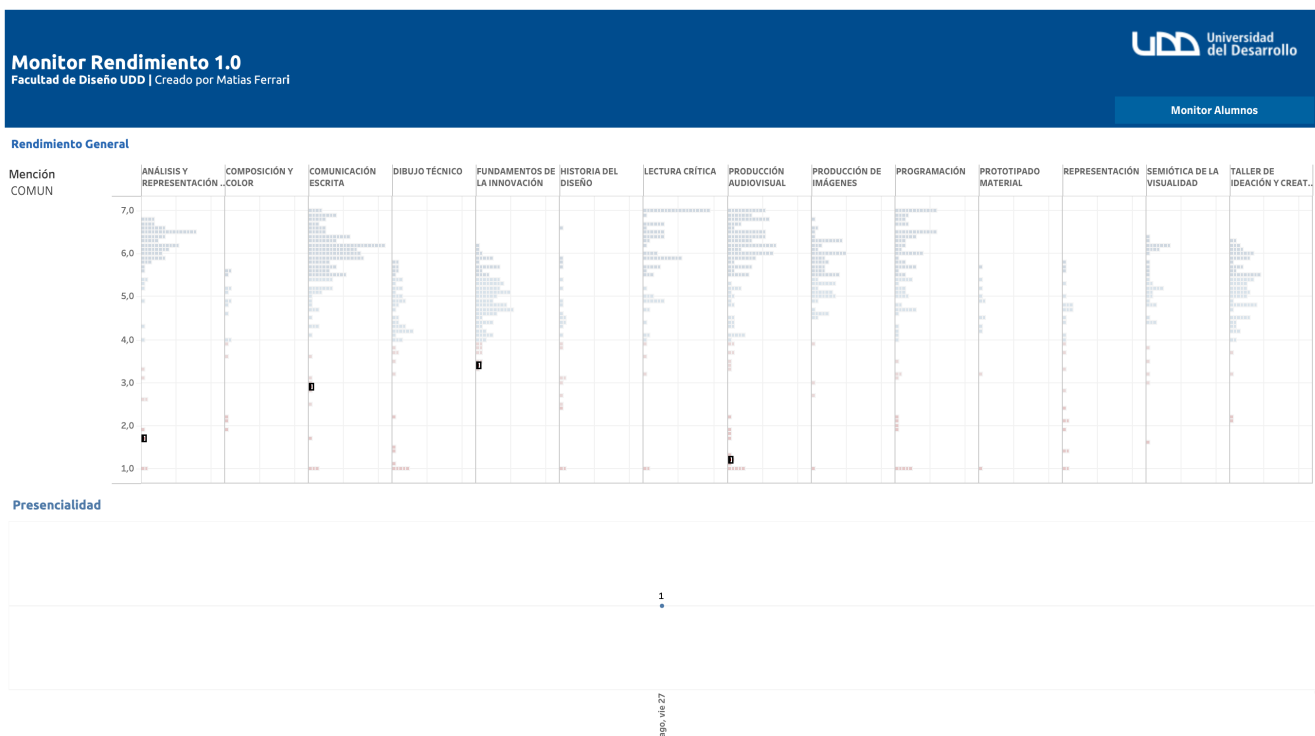 Monitor Rendimiento 1.0
Facultad de Diseño UDD | Creado por Matias Ferrari
UDD Universidad
del Desarrollo
Monitor Alumnos
Rendimiento General
Mención
COMUN
ANÁLISIS Y
REPRESENTACIÓN ..
COMPOSICIÓN Y
COLOR
COMUNICACIÓN
ESCRITA
DIBUJO TÉCNICO
FUNDAMENTOS DE
LA INNOVACIÓN
HISTORIA DEL
DISEÑO
LECTURA CRÍTICA
PRODUCCIÓN
AUDIOVISUAL
PRODUCCIÓN DE
IMÁGENES
PROGRAMACIÓN
PROTOTIPADO
MATERIAL
REPRESENTACIÓN
SEMIÓTICA DE LA
VISUALIDAD
TALLER DE
IDEACIÓN Y CREAT..
7,0
6,0
5,0
4,0
3,0
2,0
1,0
Presencialidad
1
ago, vie 27